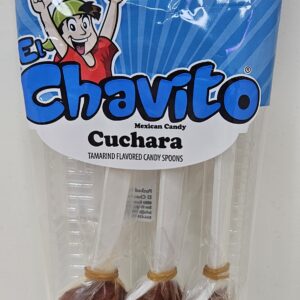 El
Chavito®
Mexican Candy
Cuchara
TAMARIND FLAVORED CANDY SPOONS